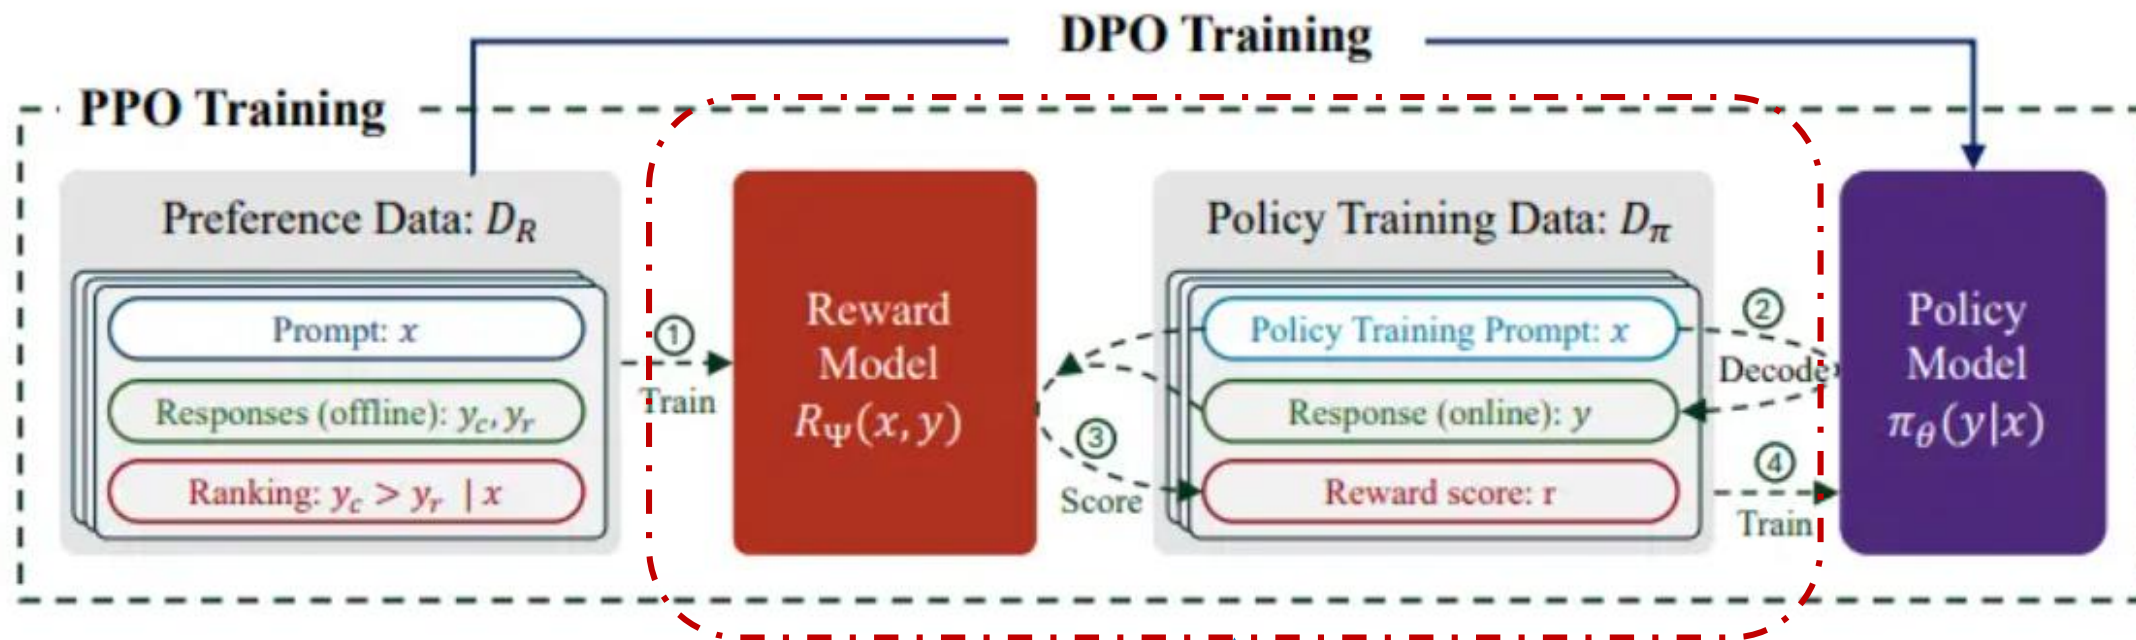 DPO Training
PPO Training
Preference Data: D_R
Prompt: x
Responses (offline): y_c, y_r
Ranking: y_c > y_r | x
①
Train
Reward
Model
R_Ψ(x, y)
③
Score
Policy Training Data: D_π
Policy Training Prompt: x
Response (online): y
Reward score: r
②
Decode
④
Train
Policy
Model
π_θ(y|x)